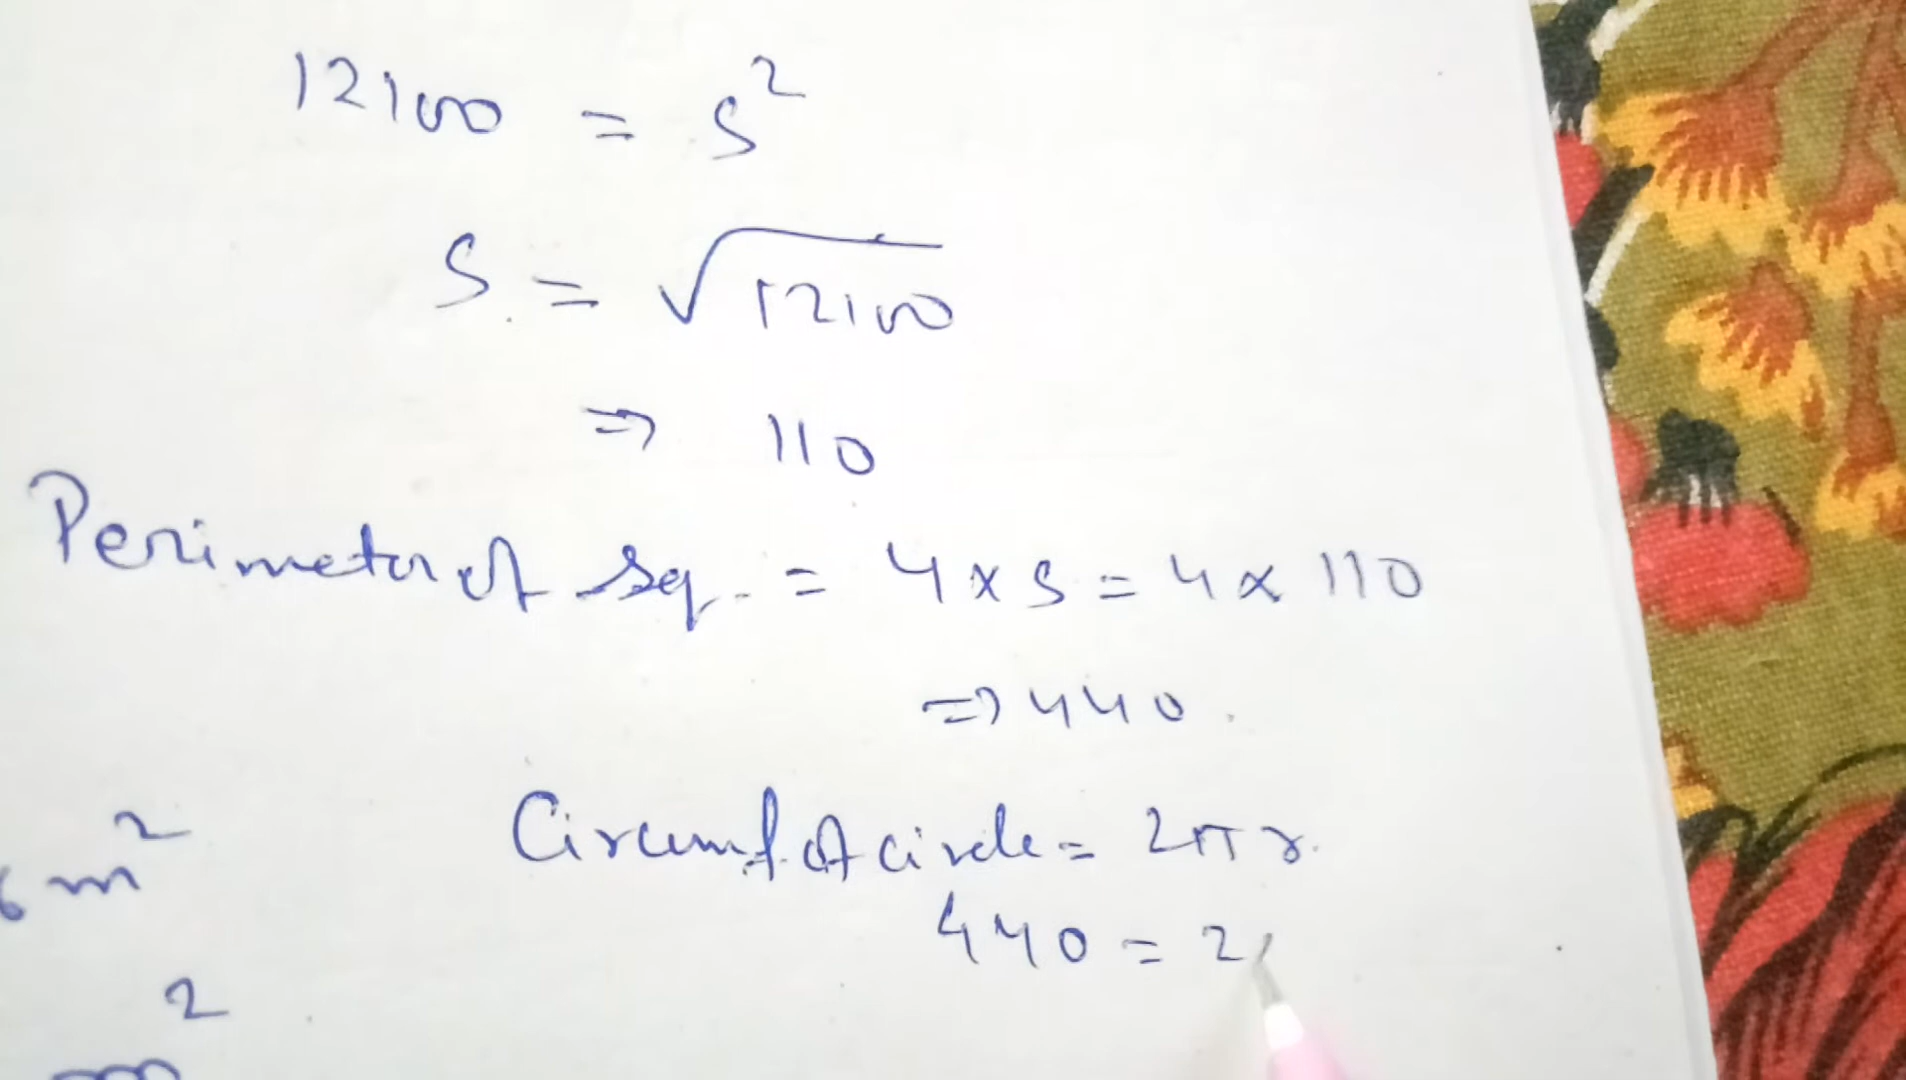 12100 = S²
S = √12100
⇒ 110
Perimeter of sq. = 4 x S = 4 x 110
⇒ 440.
Circumf. of circle = 2πr.
m²
440 = 2
2